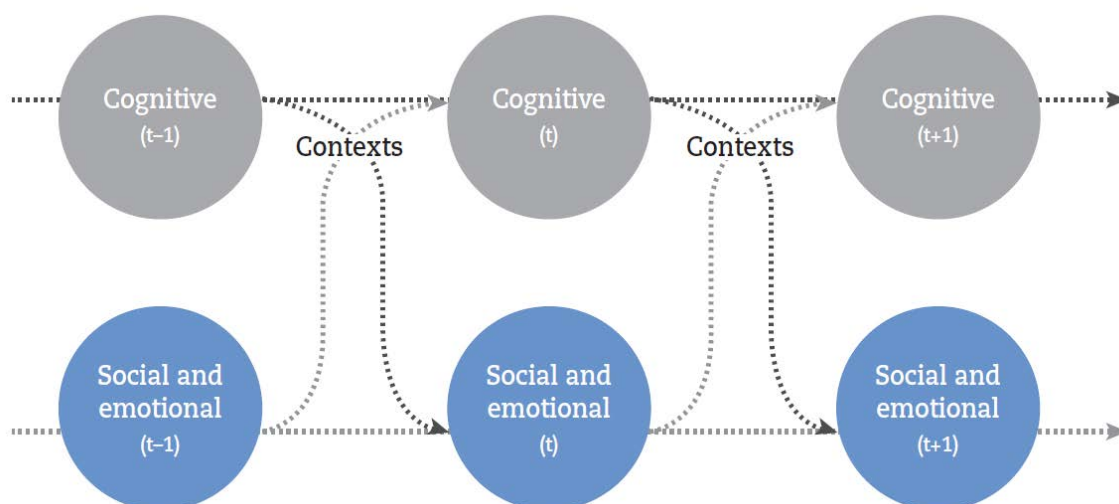 Cognitive
(t–1)
Cognitive
(t)
Cognitive
(t+1)
Contexts
Contexts
Social and
emotional
(t–1)
Social and
emotional
(t)
Social and
emotional
(t+1)